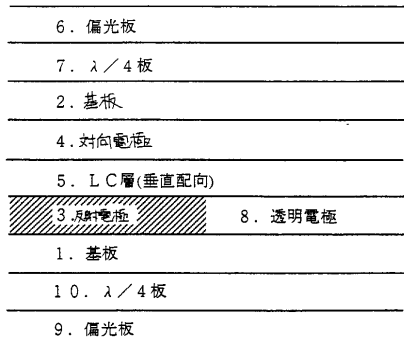 6. 偏光板
7. λ／4板
2. 基板
4. 対向電極
5. LC層(垂直配向)
3. 反射電極 8. 透明電極
1. 基板
10. λ／4板
9. 偏光板